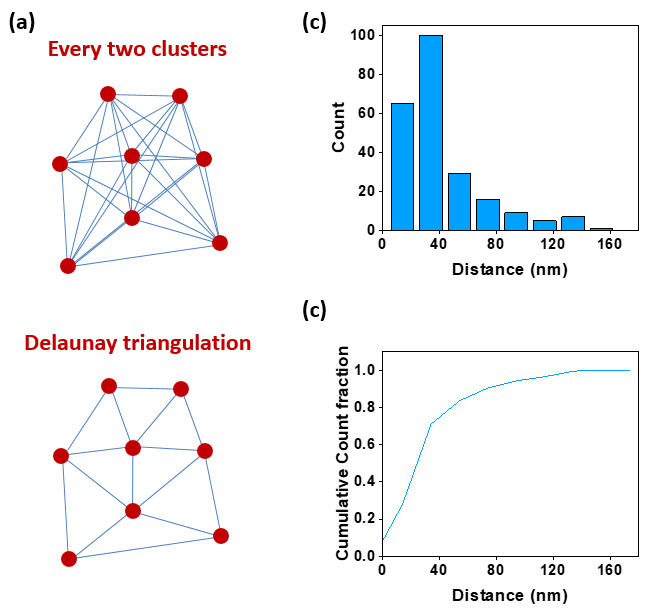 (a)
Every two clusters
Delaunay triangulation
(c)
Count
100
80
60
40
20
0
0 40 80 120 160
Distance (nm)
(c)
Cumulative Count fraction
1.0
0.8
0.6
0.4
0.2
0.0
0 40 80 120 160
Distance (nm)